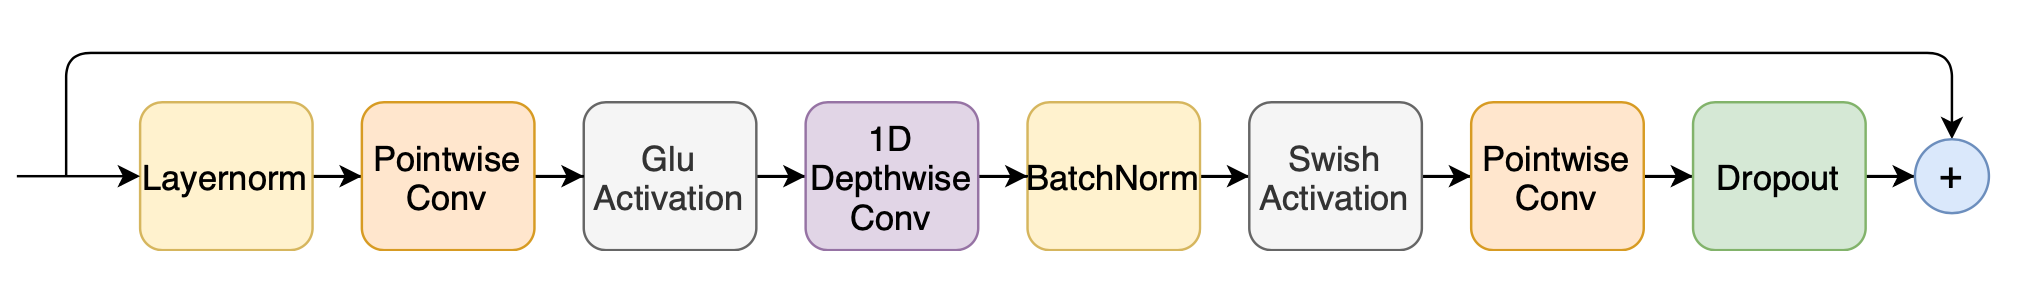 Layernorm
Pointwise
Conv
Glu
Activation
1D
Depthwise
Conv
BatchNorm
Swish
Activation
Pointwise
Conv
Dropout
+